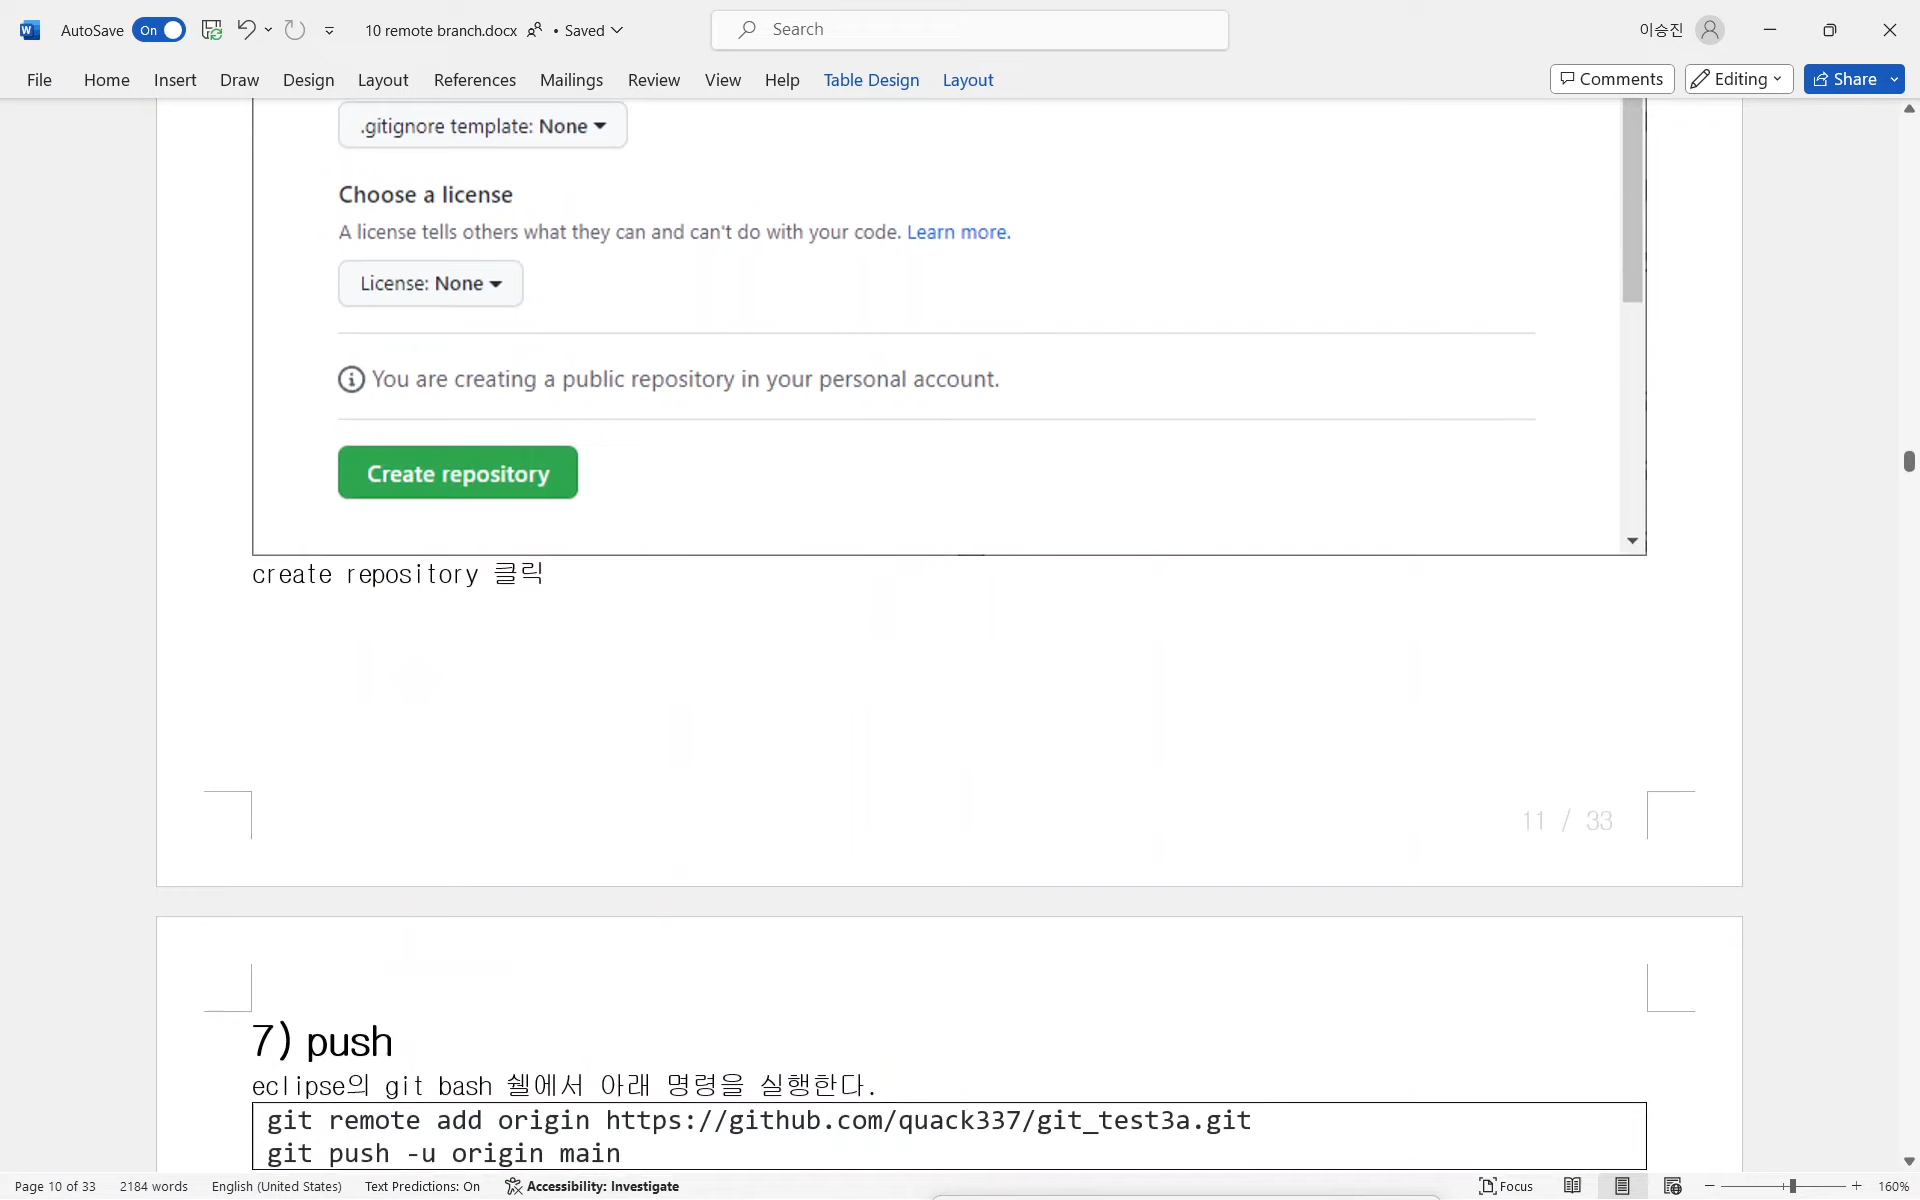 AutoSave On 10 remote branch.docx • Saved Search 이승진
File Home Insert Draw Design Layout References Mailings Review View Help Table Design Layout Comments Editing Share
.gitignore template: None
Choose a license
A license tells others what they can and can't do with your code. Learn more.
License: None
You are creating a public repository in your personal account.
Create repository
create repository 클릭
11 / 33
7) push
eclipse의 git bash 쉘에서 아래 명령을 실행한다.
git remote add origin https://github.com/quack337/git_test3a.git
git push -u origin main
Page 10 of 33 2184 words English (United States) Text Predictions: On Accessibility: Investigate Focus 160%